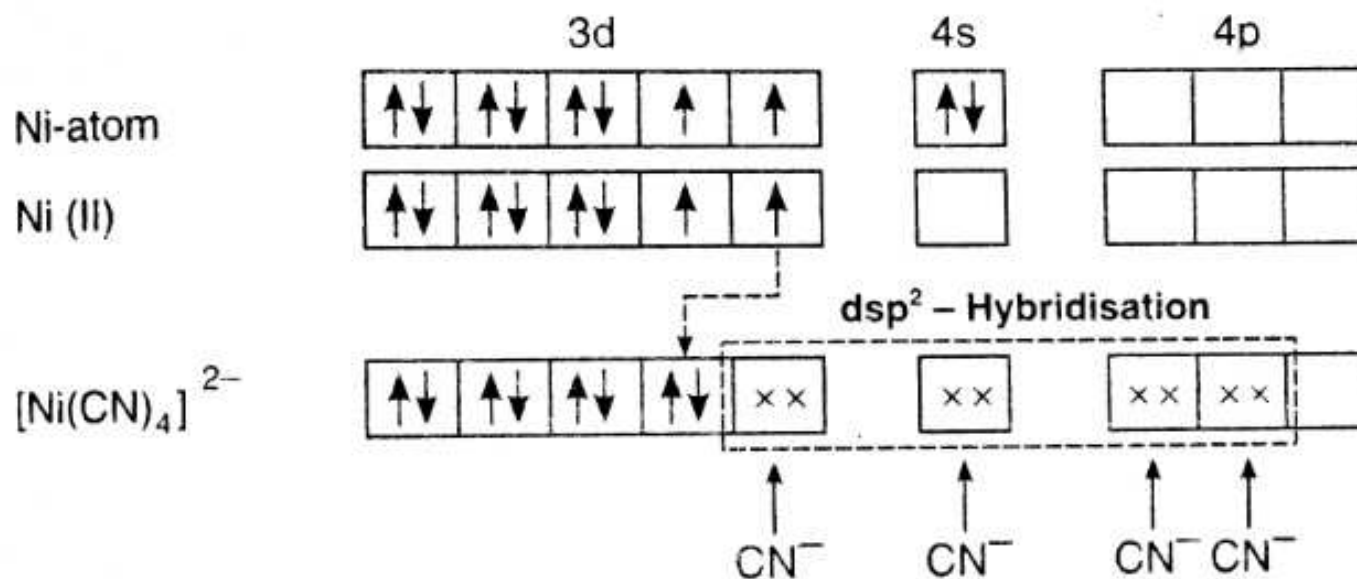 3d 4s 4p
Ni-atom
Ni (II)
dsp² – Hybridisation
[Ni(CN)₄]²⁻ ×× ×× ×× ××
CN⁻ CN⁻ CN⁻ CN⁻